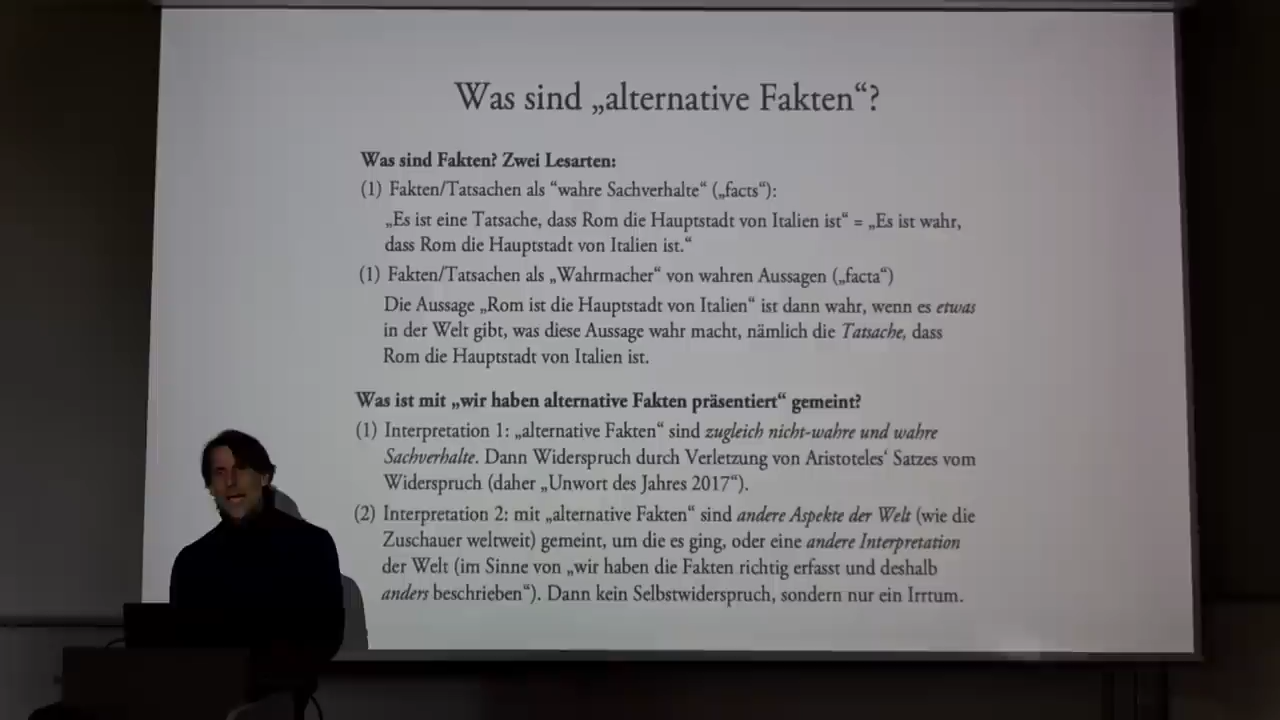 Was sind „alternative Fakten“?
Was sind Fakten? Zwei Lesarten:
(1) Fakten/Tatsachen als “wahre Sachverhalte“ („facts“):
„Es ist eine Tatsache, dass Rom die Hauptstadt von Italien ist“ = „Es ist wahr,
dass Rom die Hauptstadt von Italien ist.“
(1) Fakten/Tatsachen als „Wahrmacher“ von wahren Aussagen („facta“)
Die Aussage „Rom ist die Hauptstadt von Italien“ ist dann wahr, wenn es etwas
in der Welt gibt, was diese Aussage wahr macht, nämlich die Tatsache, dass
Rom die Hauptstadt von Italien ist.
Was ist mit „wir haben alternative Fakten präsentiert“ gemeint?
(1) Interpretation 1: „alternative Fakten“ sind zugleich nicht-wahre und wahre
Sachverhalte. Dann Widerspruch durch Verletzung von Aristoteles‘ Satzes vom
Widerspruch (daher „Unwort des Jahres 2017“).
(2) Interpretation 2: mit „alternative Fakten“ sind andere Aspekte der Welt (wie die
Zuschauer weltweit) gemeint, um die es ging, oder eine andere Interpretation
der Welt (im Sinne von „wir haben die Fakten richtig erfasst und deshalb
anders beschrieben“). Dann kein Selbstwiderspruch, sondern nur ein Irrtum.